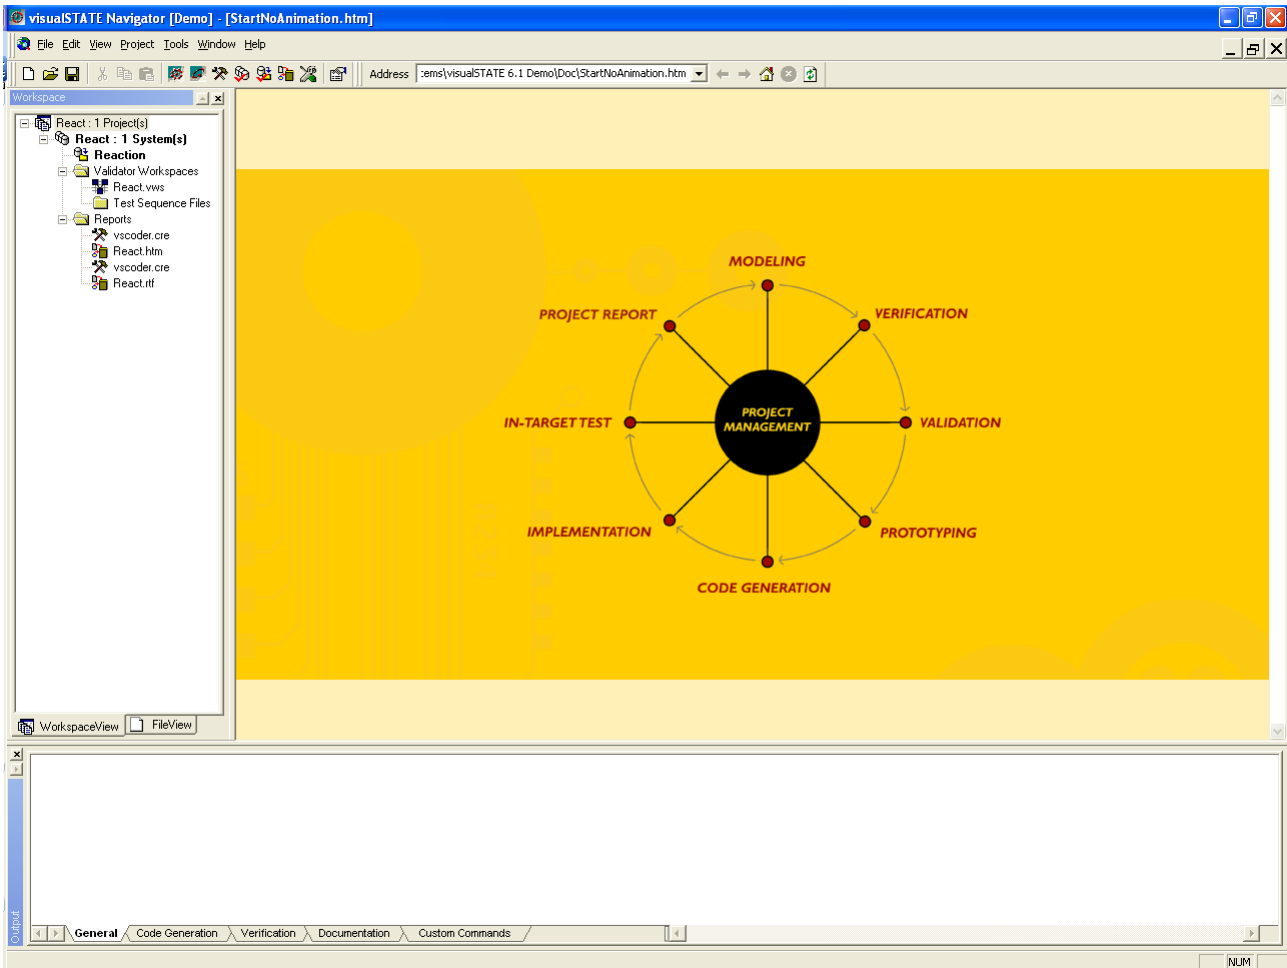 visualSTATE Navigator [Demo] - [StartNoAnimation.htm]
File Edit View Project Tools Window Help
Address :ems\visualSTATE 6.1 Demo\Doc\StartNoAnimation.htm
Workspace
React : 1 Project(s)
React : 1 System(s)
Reaction
Validator Workspaces
React.vws
Test Sequence Files
Reports
vscoder.cre
React.htm
vscoder.cre
React.rtf
MODELING
PROJECT REPORT
VERIFICATION
IN-TARGET TEST
PROJECT
MANAGEMENT
VALIDATION
IMPLEMENTATION
PROTOTYPING
CODE GENERATION
WorkspaceView FileView
Output
General Code Generation Verification Documentation Custom Commands
NUM